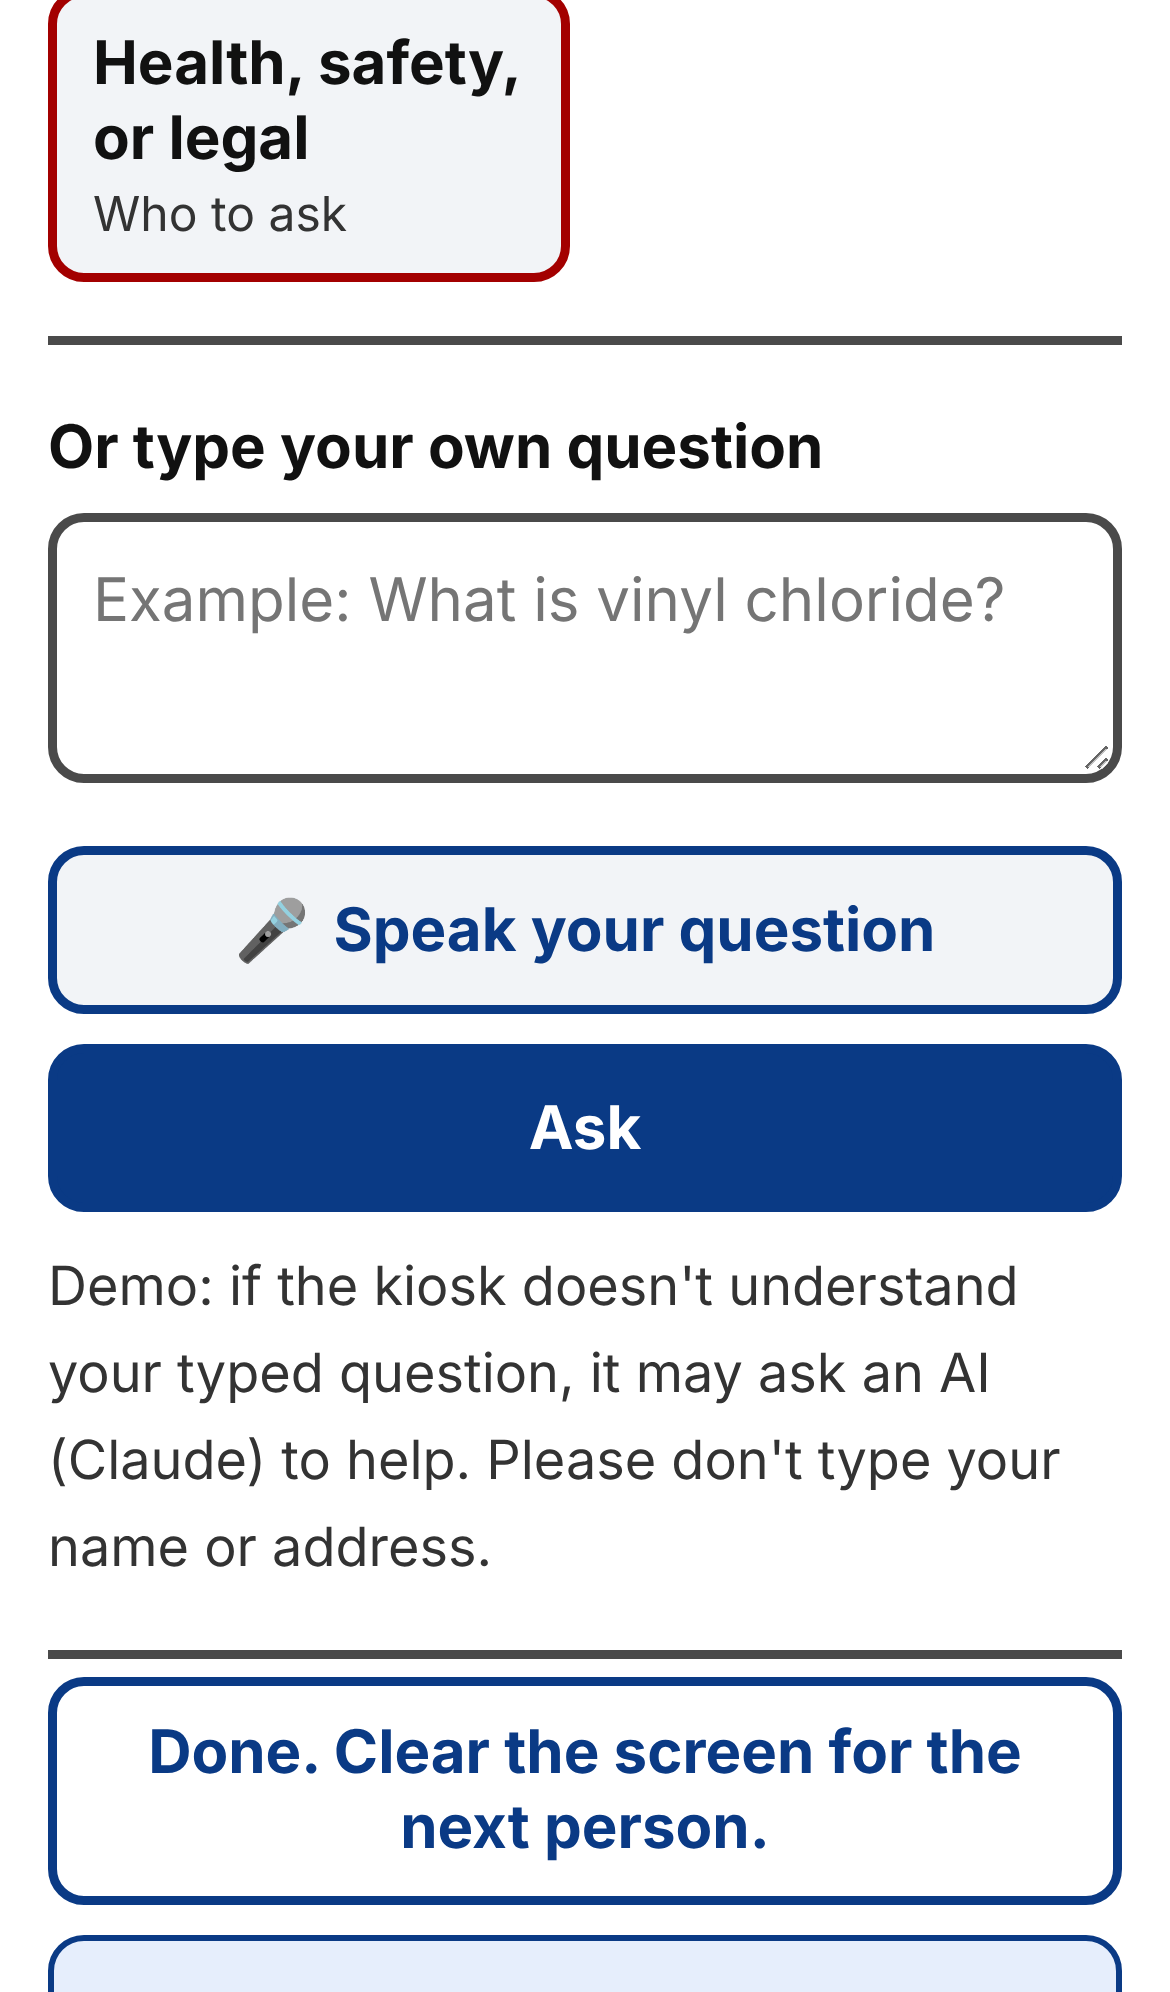 Health, safety,
or legal
Who to ask
Or type your own question
Example: What is vinyl chloride?
🎤 Speak your question
Ask
Demo: if the kiosk doesn't understand
your typed question, it may ask an AI
(Claude) to help. Please don't type your
name or address.
Done. Clear the screen for the
next person.